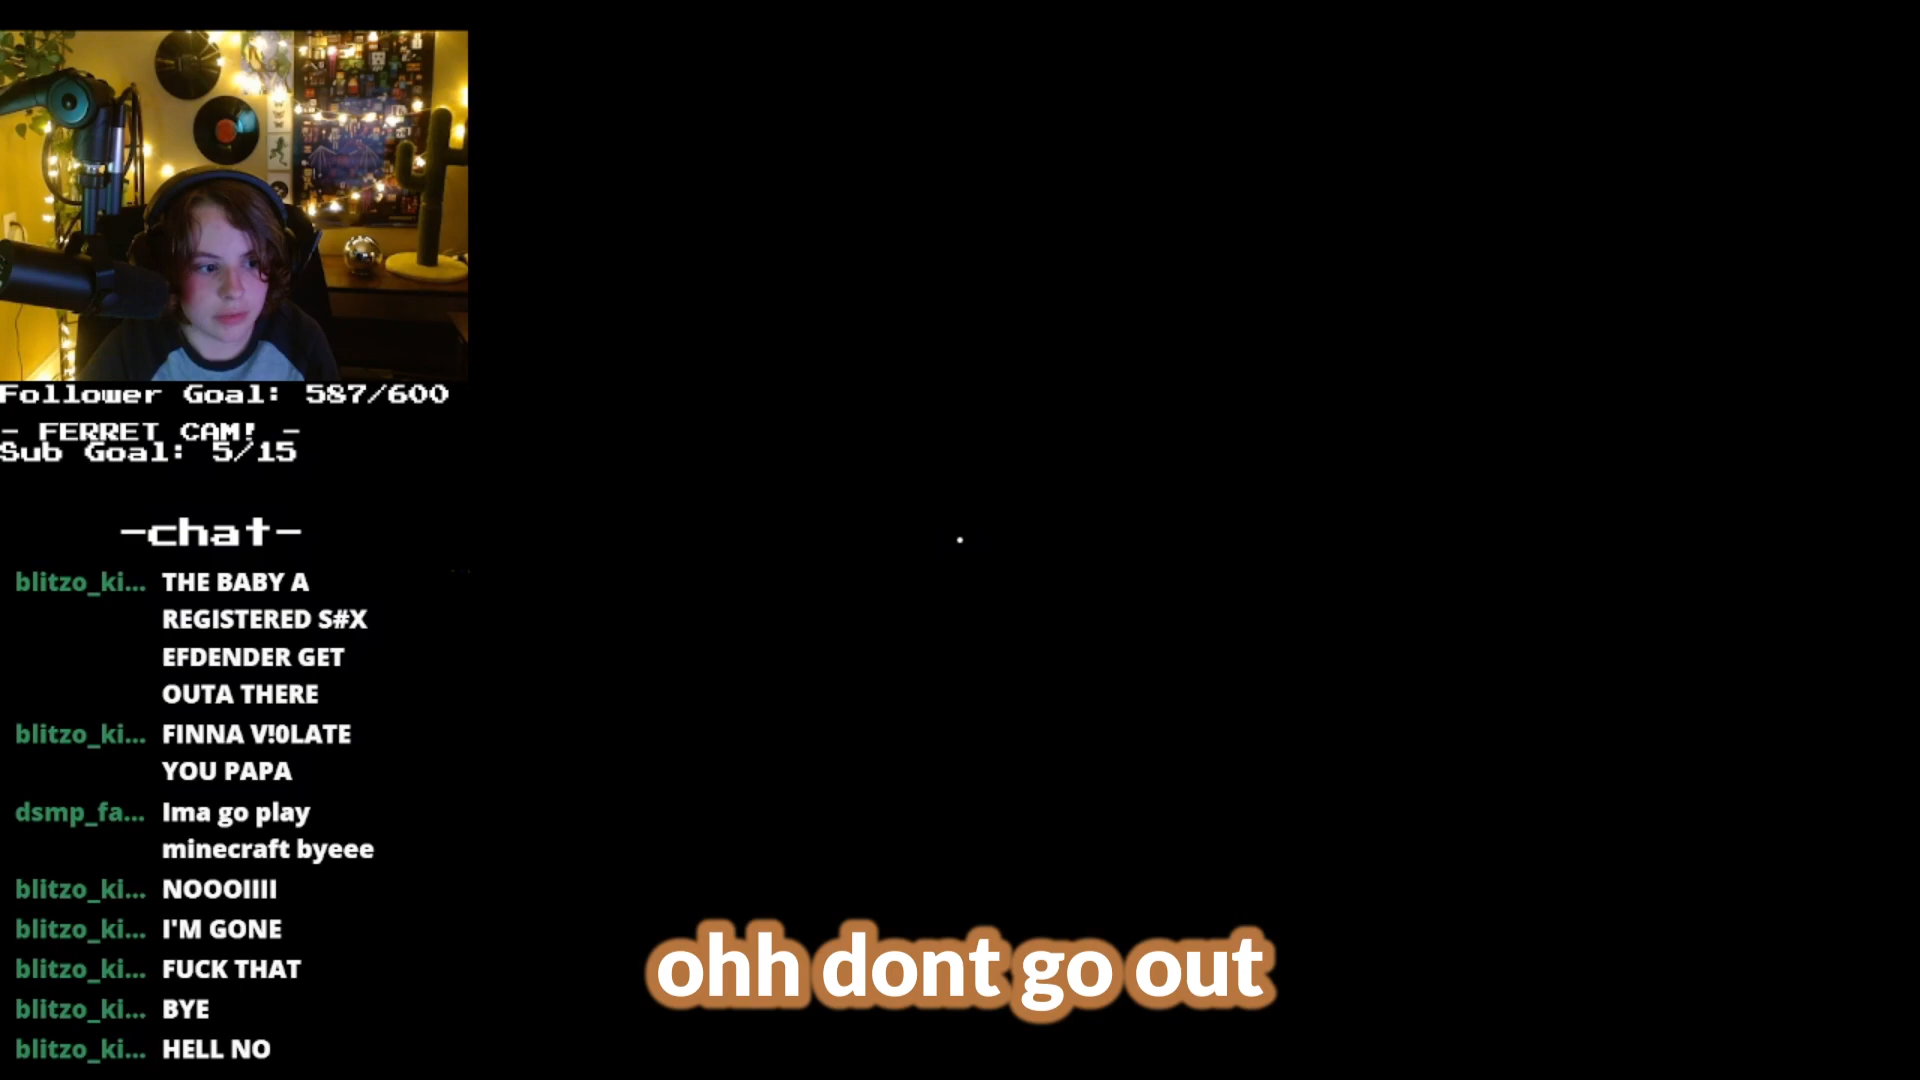 Follower Goal: 587/600
- FERRET CAM! -
Sub Goal: 5/15
-chat-
blitzo_ki... THE BABY A
REGISTERED S#X
EFDENDER GET
OUTA THERE
blitzo_ki... FINNA V!0LATE
YOU PAPA
dsmp_fa... Ima go play
minecraft byeee
blitzo_ki... NOOOIIII
blitzo_ki... I'M GONE
blitzo_ki... FUCK THAT
blitzo_ki... BYE
blitzo_ki... HELL NO
ohh dont go out